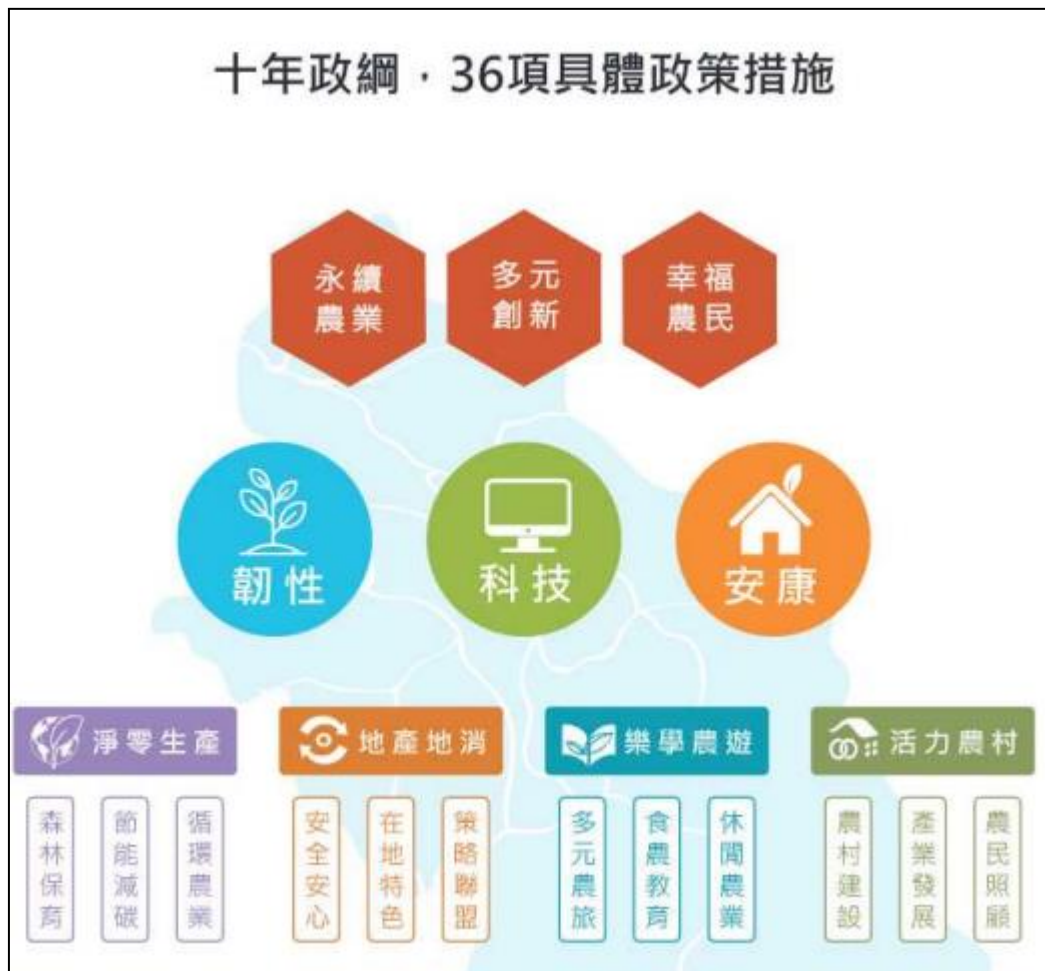 十年政綱．36項具體政策措施
永續
農業
多元
創新
幸福
農民
韌性
科技
安康
淨零生產
地產地消
樂學農遊
活力農村
森林保育
節能減碳
循環農業
安全安心
在地特色
策略聯盟
多元農旅
食農教育
休閒農業
農村建設
產業發展
農民照顧